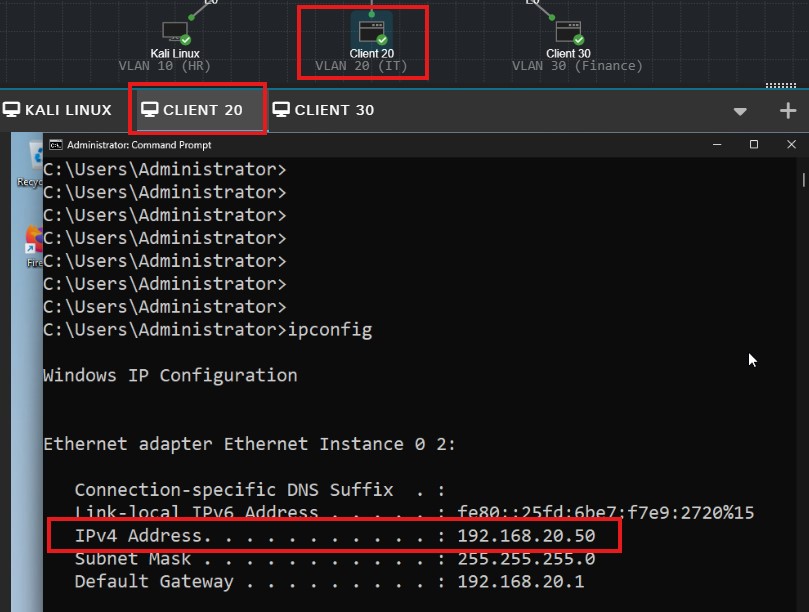 Kali Linux
VLAN 10 (HR)
Client 20
VLAN 20 (IT)
Client 30
VLAN 30 (Finance)
KALI LINUX
CLIENT 20
CLIENT 30
Administrator: Command Prompt
C:\Users\Administrator>
C:\Users\Administrator>
C:\Users\Administrator>
C:\Users\Administrator>
C:\Users\Administrator>
C:\Users\Administrator>
C:\Users\Administrator>
C:\Users\Administrator>ipconfig
Windows IP Configuration
Ethernet adapter Ethernet Instance 0 2:
Connection-specific DNS Suffix . :
Link-local IPv6 Address . . . . . : fe80::25fd:6be7:f7e9:2720%15
IPv4 Address. . . . . . . . . . . : 192.168.20.50
Subnet Mask . . . . . . . . . . . : 255.255.255.0
Default Gateway . . . . . . . . . : 192.168.20.1